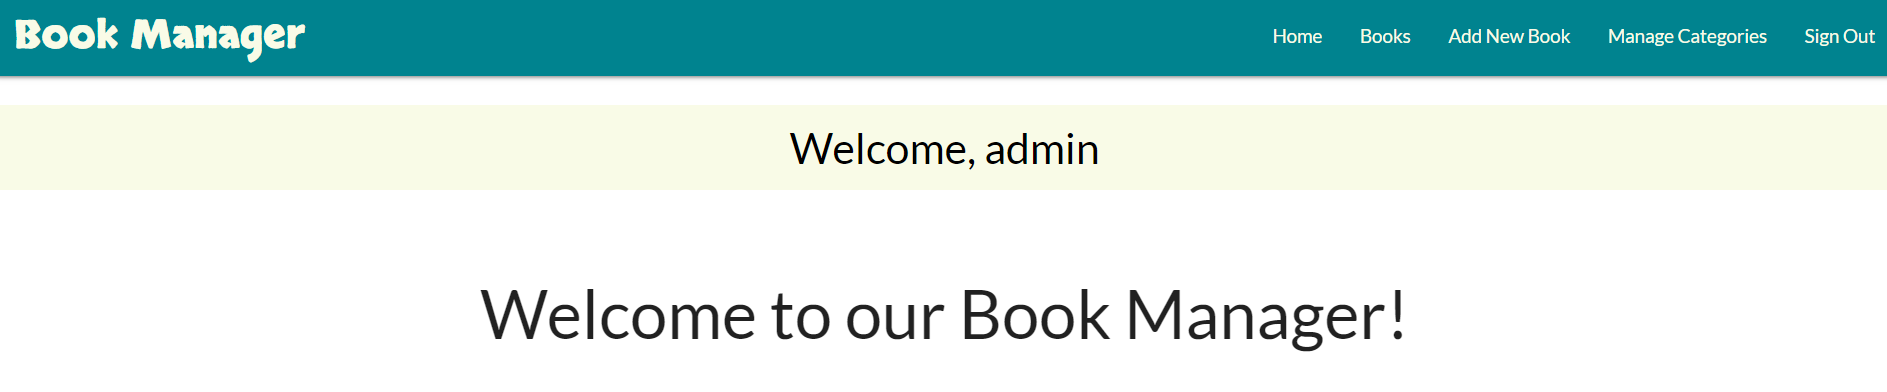 Book Manager
Home Books Add New Book Manage Categories Sign Out
Welcome, admin
Welcome to our Book Manager!